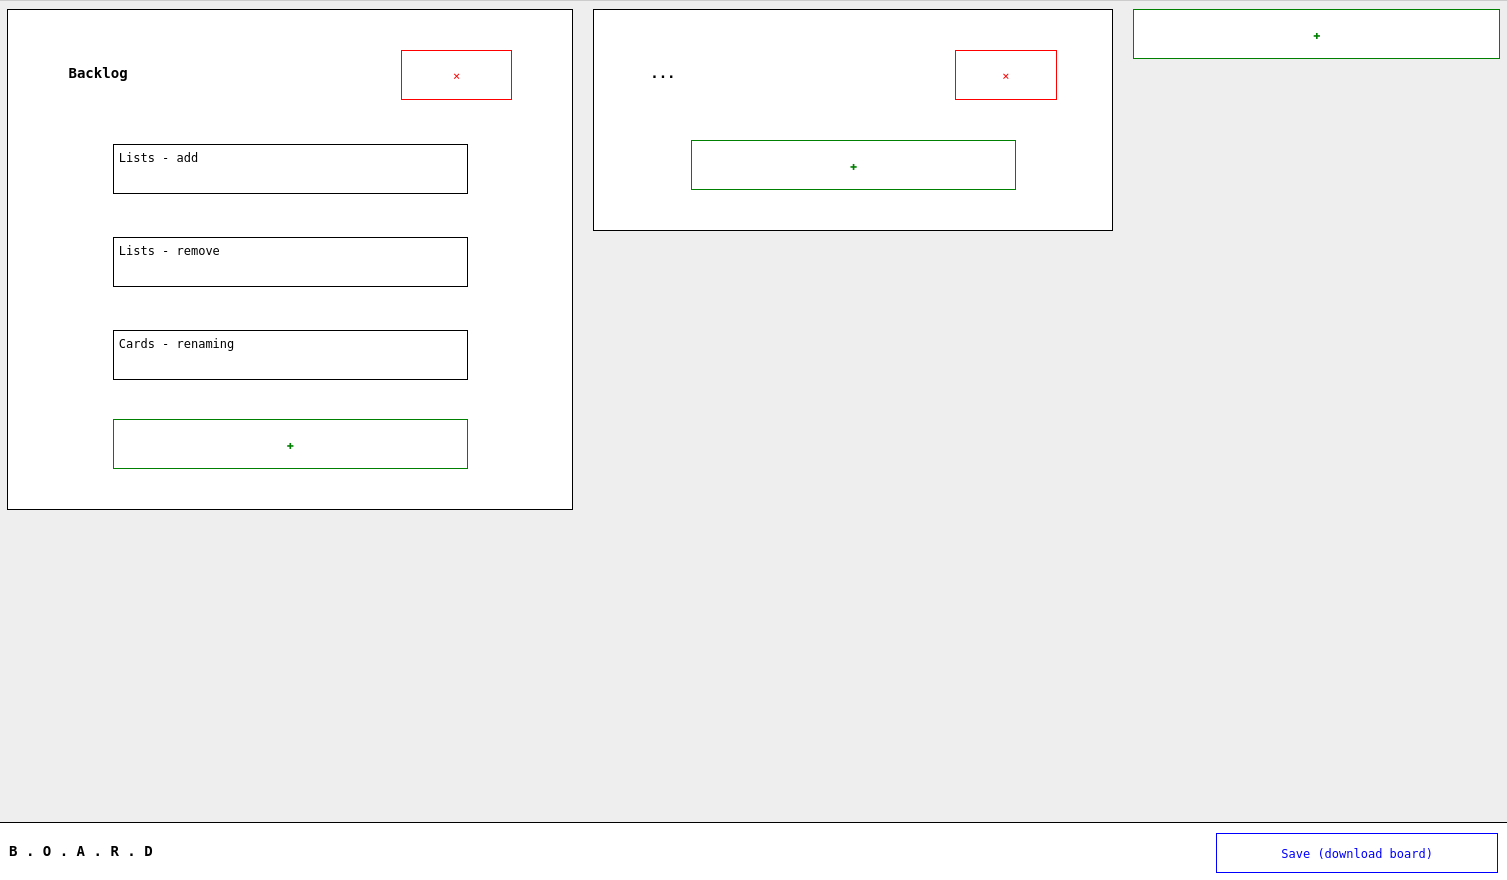 Backlog
×
Lists - add
Lists - remove
Cards - renaming
+
...
×
+
+
B . O . A . R . D
Save (download board)